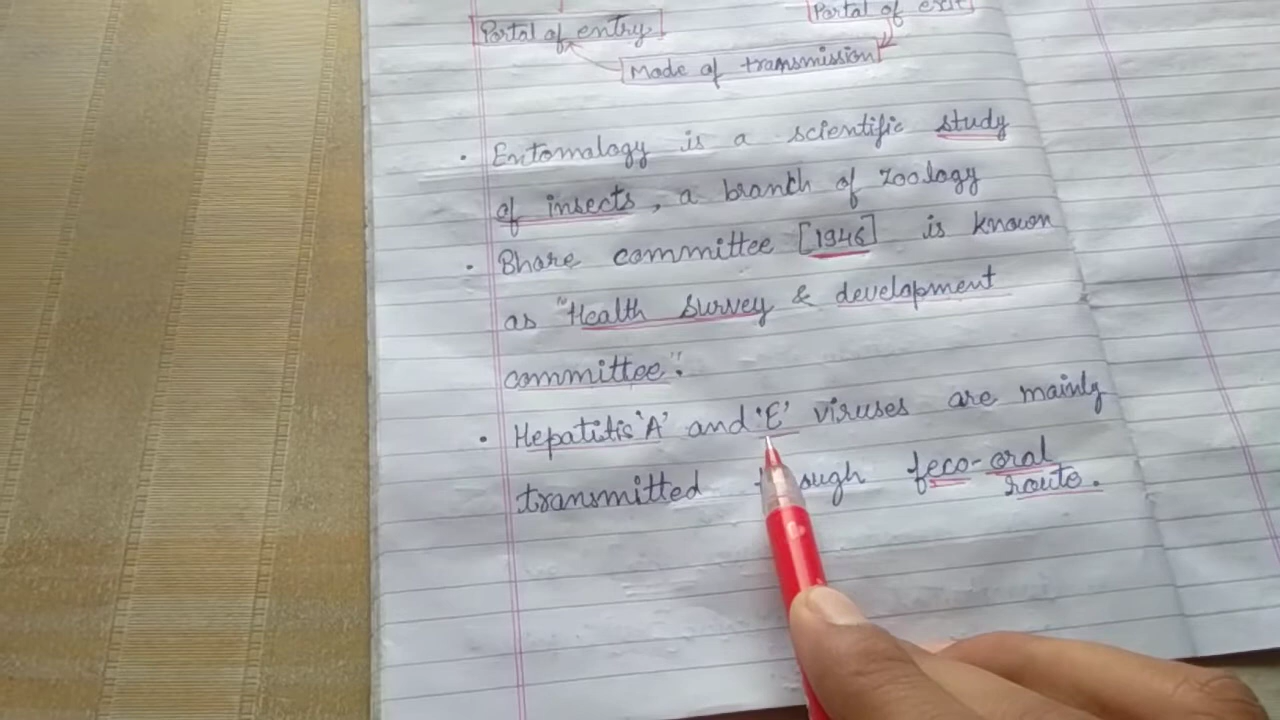 Portal of entry
Portal of exit
Mode of transmission
• Entomology is a scientific study
of insects, a branch of zoology
• Bhore committee [1946] is known
as "Health survey & development
committee".
• Hepatitis 'A' and 'E' viruses are mainly
transmitted ough feco-oral
route.